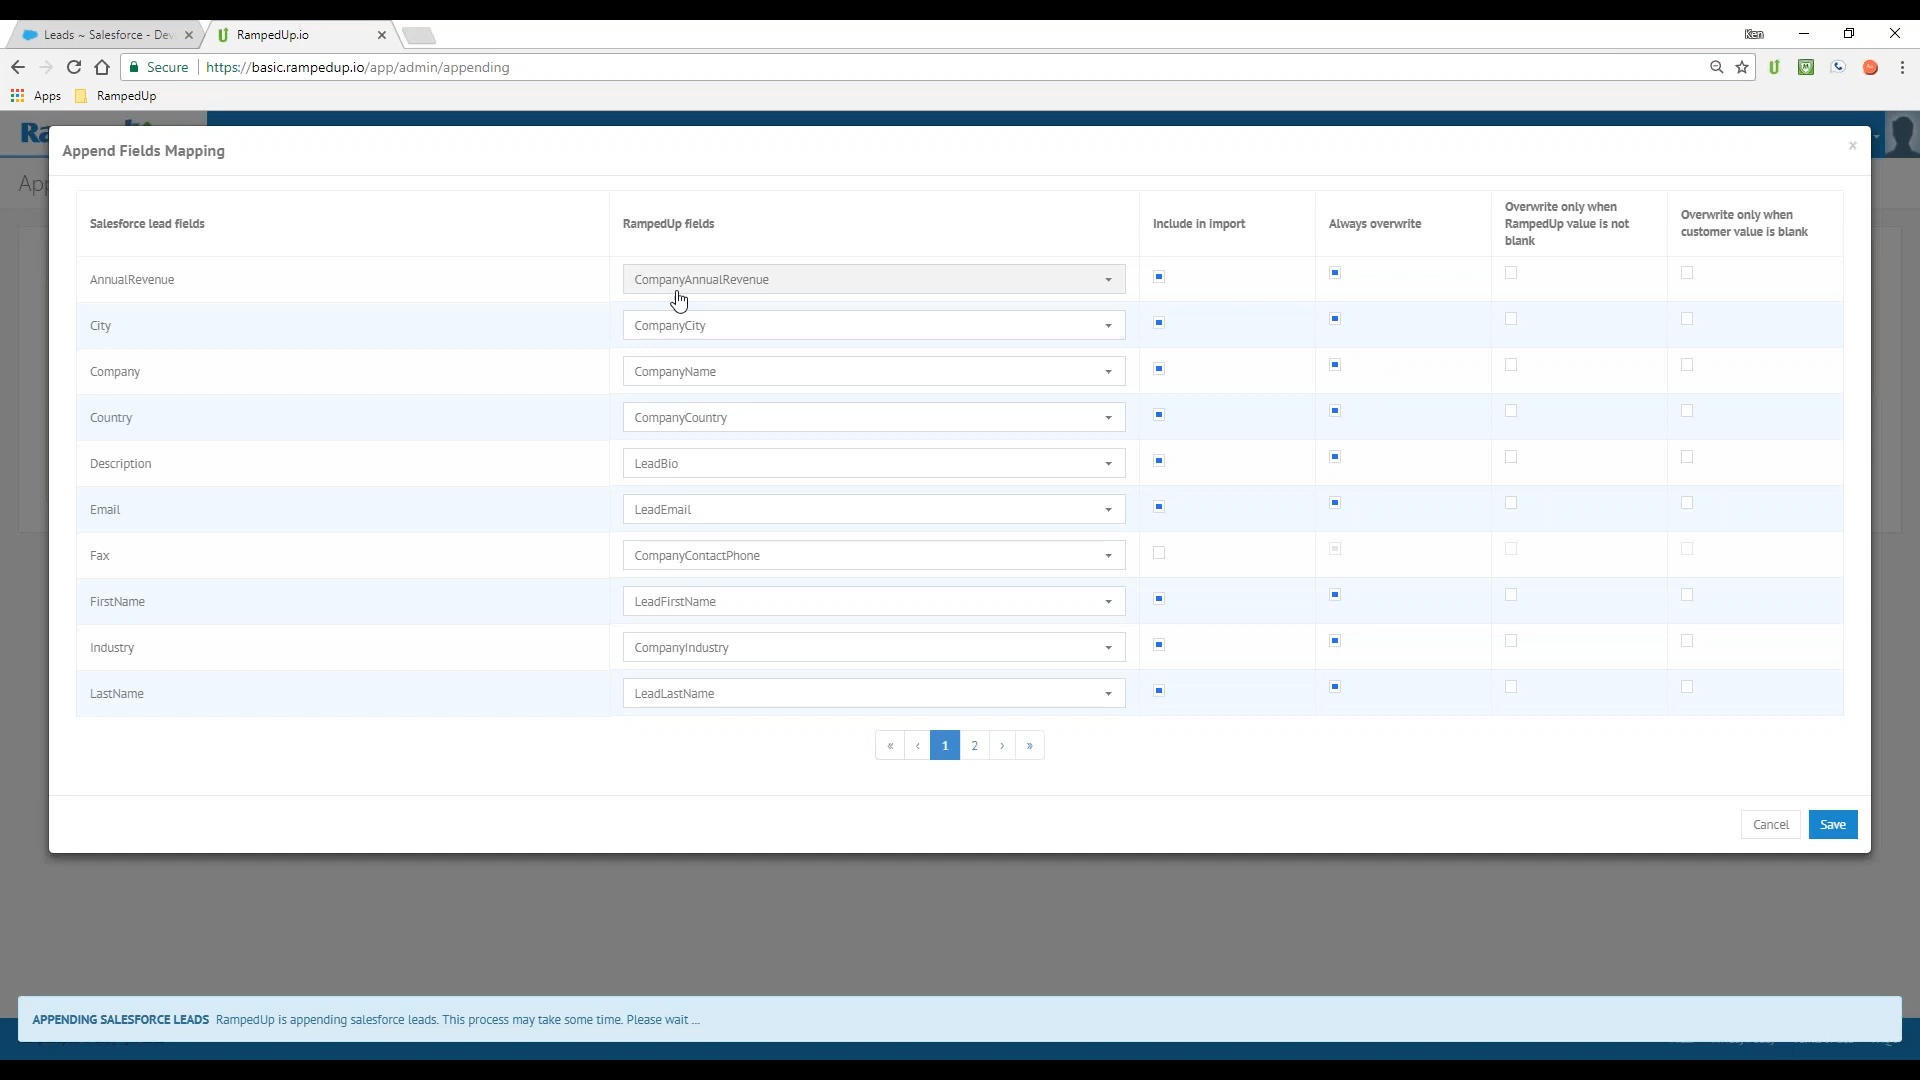 Leads ~ Salesforce - Dev
RampedUp.io
Ken
Secure
https://basic.rampedup.io/app/admin/appending
Apps
RampedUp
Ra
App
Append Fields Mapping
×
Salesforce lead fields
RampedUp fields
Include in import
Always overwrite
Overwrite only when
RampedUp value is not
blank
Overwrite only when
customer value is blank
AnnualRevenue
CompanyAnnualRevenue
City
CompanyCity
Company
CompanyName
Country
CompanyCountry
Description
LeadBio
Email
LeadEmail
Fax
CompanyContactPhone
FirstName
LeadFirstName
Industry
CompanyIndustry
LastName
LeadLastName
« ‹ 1 2 › »
Cancel
Save
APPENDING SALESFORCE LEADS RampedUp is appending salesforce leads. This process may take some time. Please wait ...